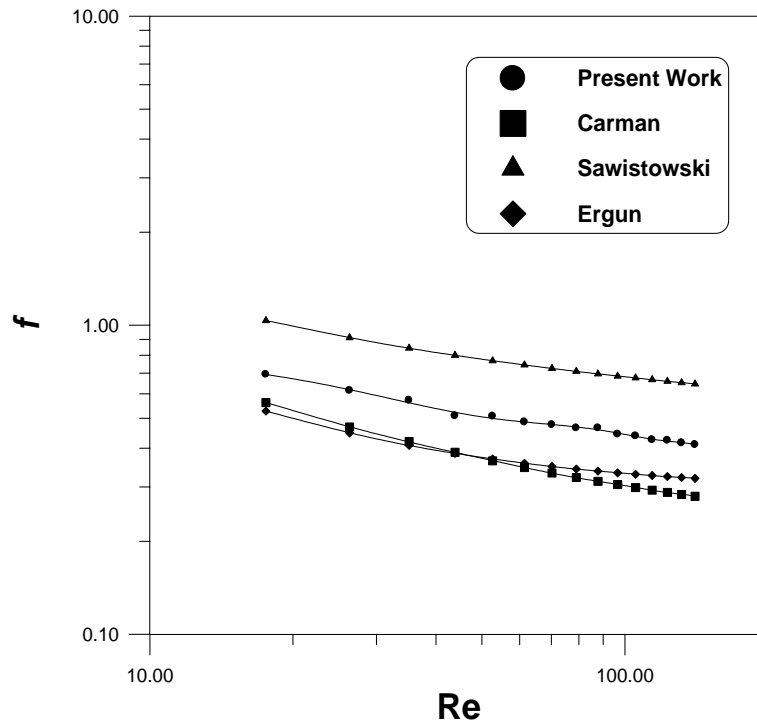 10.00
Present Work
Carman
Sawistowski
Ergun
f
1.00
0.10
10.00
100.00
Re